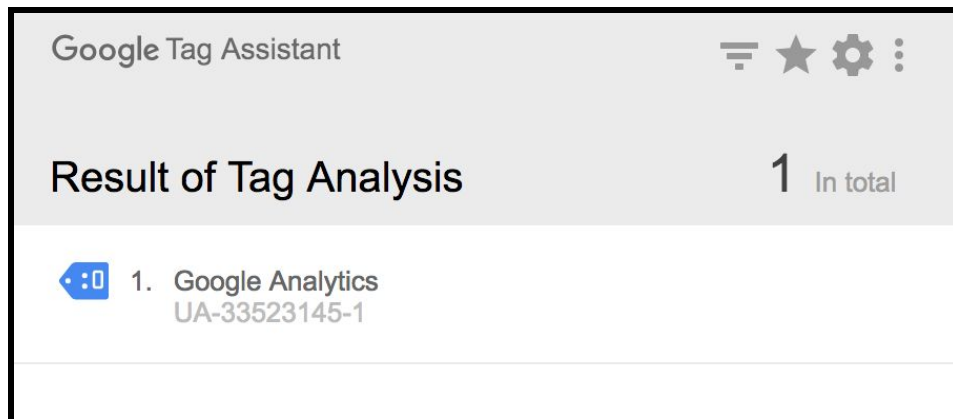 Google Tag Assistant
Result of Tag Analysis 1 In total
1. Google Analytics
UA-33523145-1